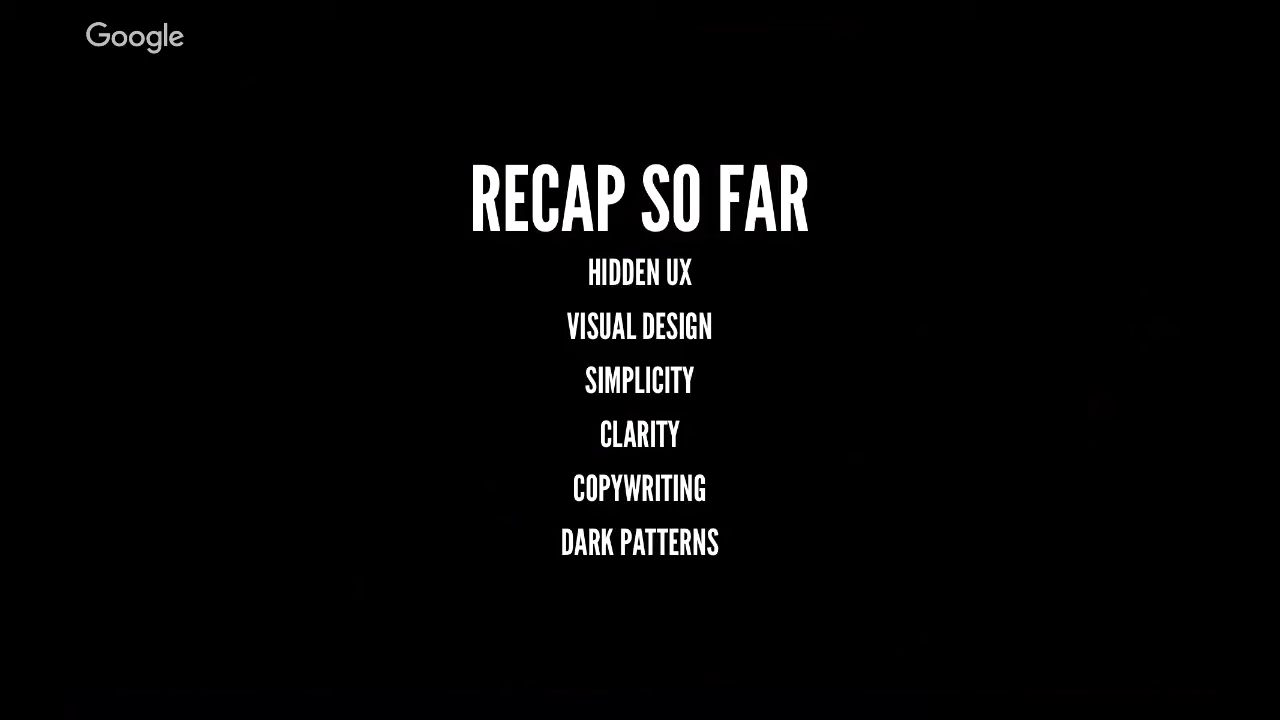 Google
RECAP SO FAR
HIDDEN UX
VISUAL DESIGN
SIMPLICITY
CLARITY
COPYWRITING
DARK PATTERNS